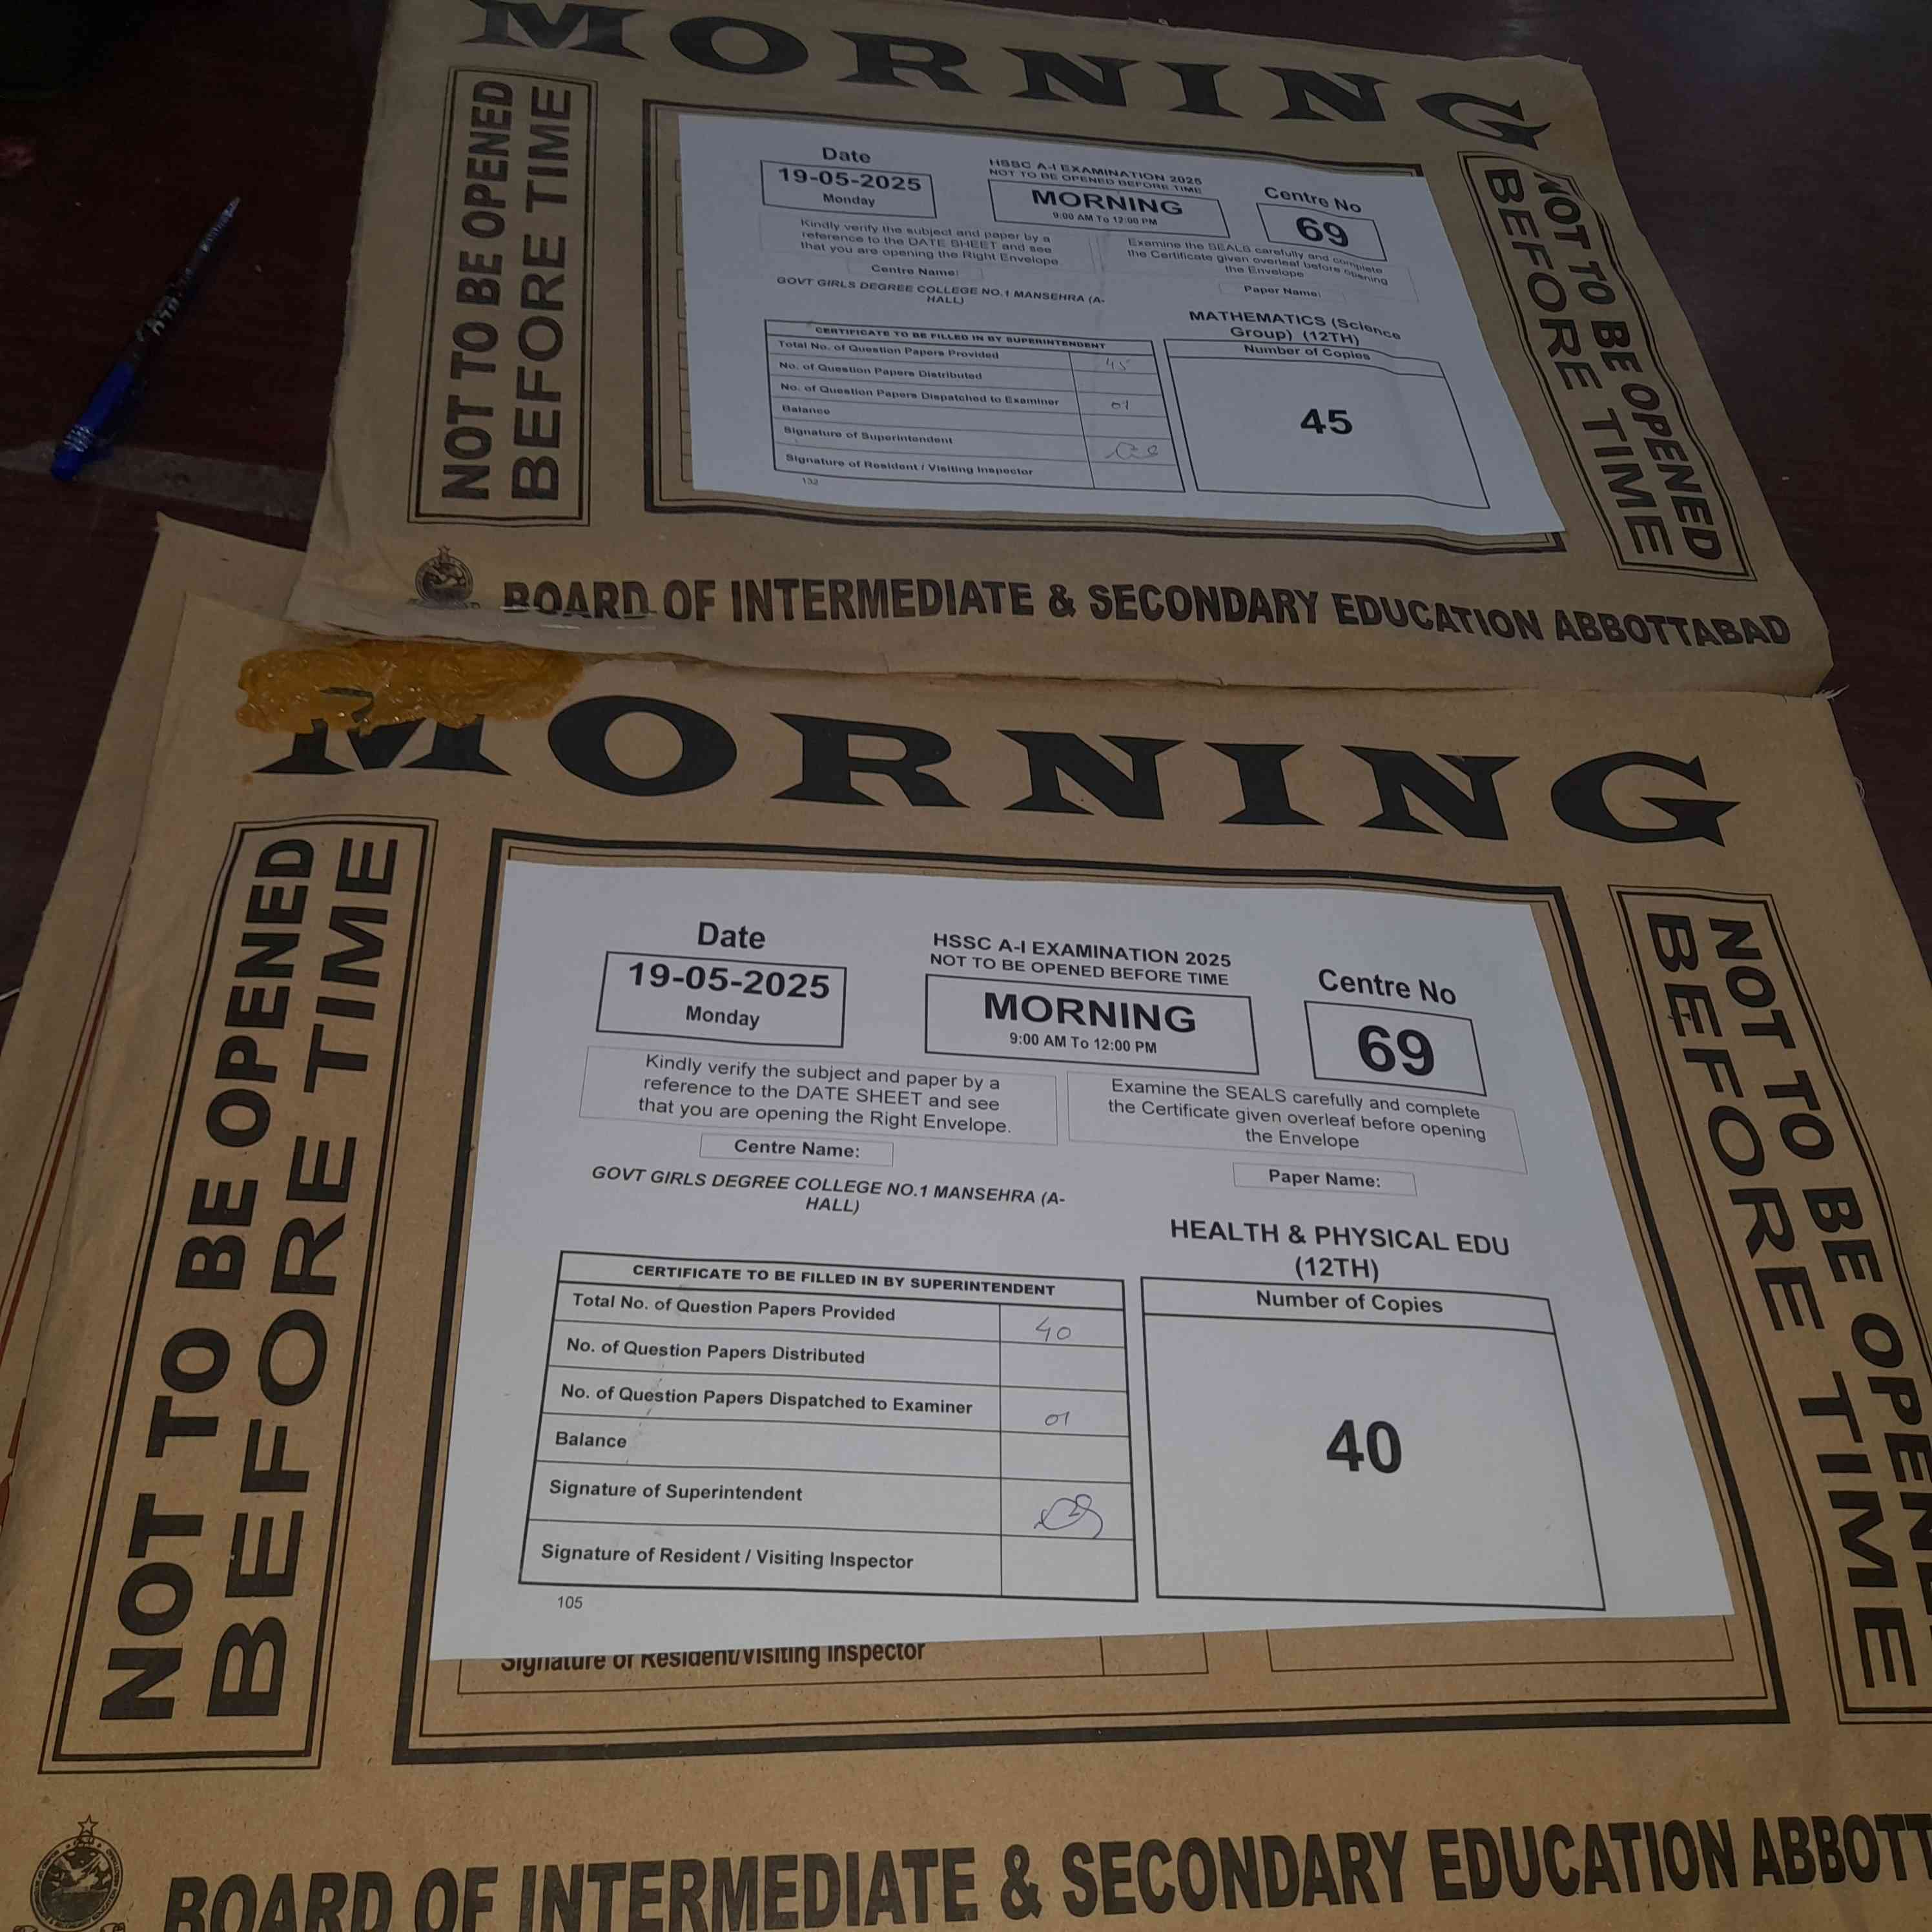 MORNING
NOT TO BE OPENED
BEFORE TIME
Date
19-05-2025
Monday
HSSC A-I EXAMINATION 2025
NOT TO BE OPENED BEFORE TIME
MORNING
9:00 AM To 12:00 PM
Centre No
69
Kindly verify the subject and paper by a
reference to the DATE SHEET and see
that you are opening the Right Envelope
Examine the SEALS carefully and complete
the Certificate given overleaf before opening
the Envelope
Centre Name:
GOVT GIRLS DEGREE COLLEGE NO.1 MANSEHRA (A-
HALL)
Paper Name:
MATHEMATICS (Science
Group) (12TH)
CERTIFICATE TO BE FILLED IN BY SUPERINTENDENT
Total No. of Question Papers Provided 45
No. of Question Papers Distributed
No. of Question Papers Dispatched to Examiner 01
Balance
Signature of Superintendent
Signature of Resident / Visiting Inspector
132
Number of Copies
45
NOT TO BE OPENED
BEFORE TIME
BOARD OF INTERMEDIATE & SECONDARY EDUCATION ABBOTTABAD
MORNING
NOT TO BE OPENED
BEFORE TIME
Date
19-05-2025
Monday
HSSC A-I EXAMINATION 2025
NOT TO BE OPENED BEFORE TIME
MORNING
9:00 AM To 12:00 PM
Centre No
69
Kindly verify the subject and paper by a
reference to the DATE SHEET and see
that you are opening the Right Envelope.
Examine the SEALS carefully and complete
the Certificate given overleaf before opening
the Envelope
Centre Name:
GOVT GIRLS DEGREE COLLEGE NO.1 MANSEHRA (A-
HALL)
Paper Name:
HEALTH & PHYSICAL EDU
(12TH)
CERTIFICATE TO BE FILLED IN BY SUPERINTENDENT
Total No. of Question Papers Provided 40
No. of Question Papers Distributed
No. of Question Papers Dispatched to Examiner 01
Balance
Signature of Superintendent
Signature of Resident / Visiting Inspector
105
Number of Copies
40
Signature of Resident/Visiting Inspector
NOT TO BE OPENE
BEFORE TIME
BOARD OF INTERMEDIATE & SECONDARY EDUCATION ABBOTT